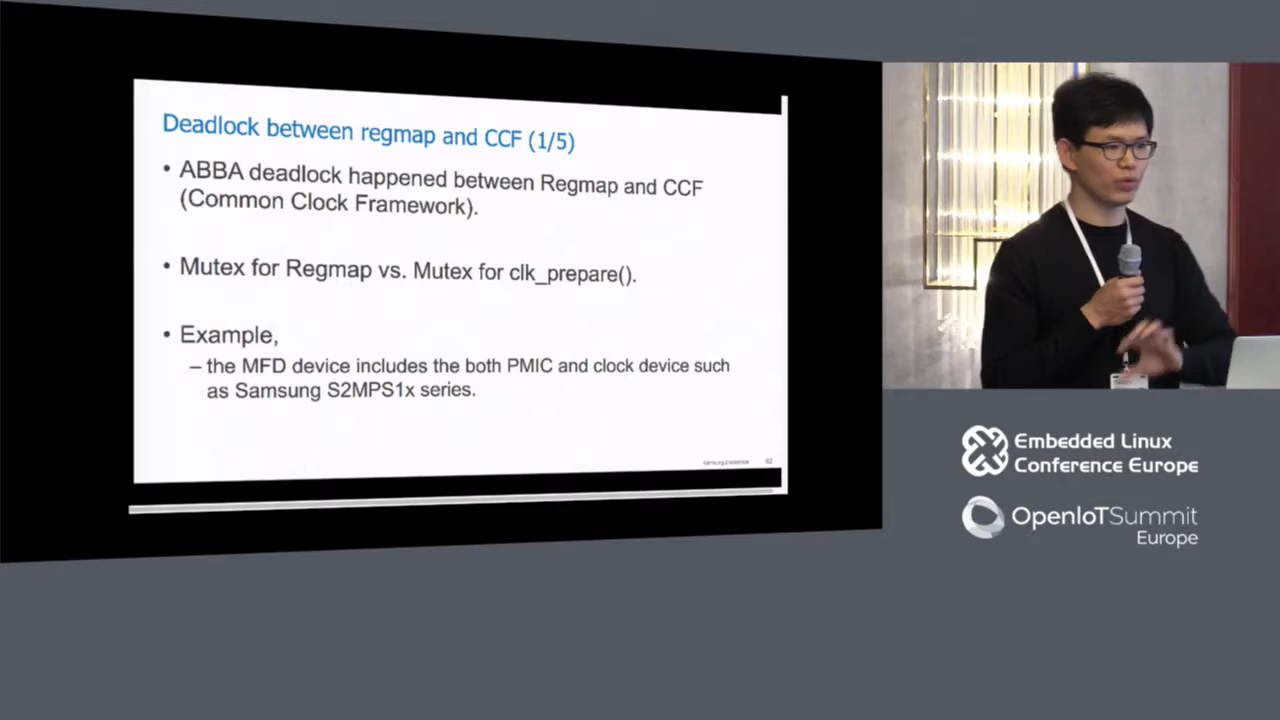 Deadlock between regmap and CCF (1/5)
• ABBA deadlock happened between Regmap and CCF
(Common Clock Framework).
• Mutex for Regmap vs. Mutex for clk_prepare().
• Example,
– the MFD device includes the both PMIC and clock device such
as Samsung S2MPS1x series.
62
Embedded Linux
Conference Europe
OpenIoTSummit
Europe